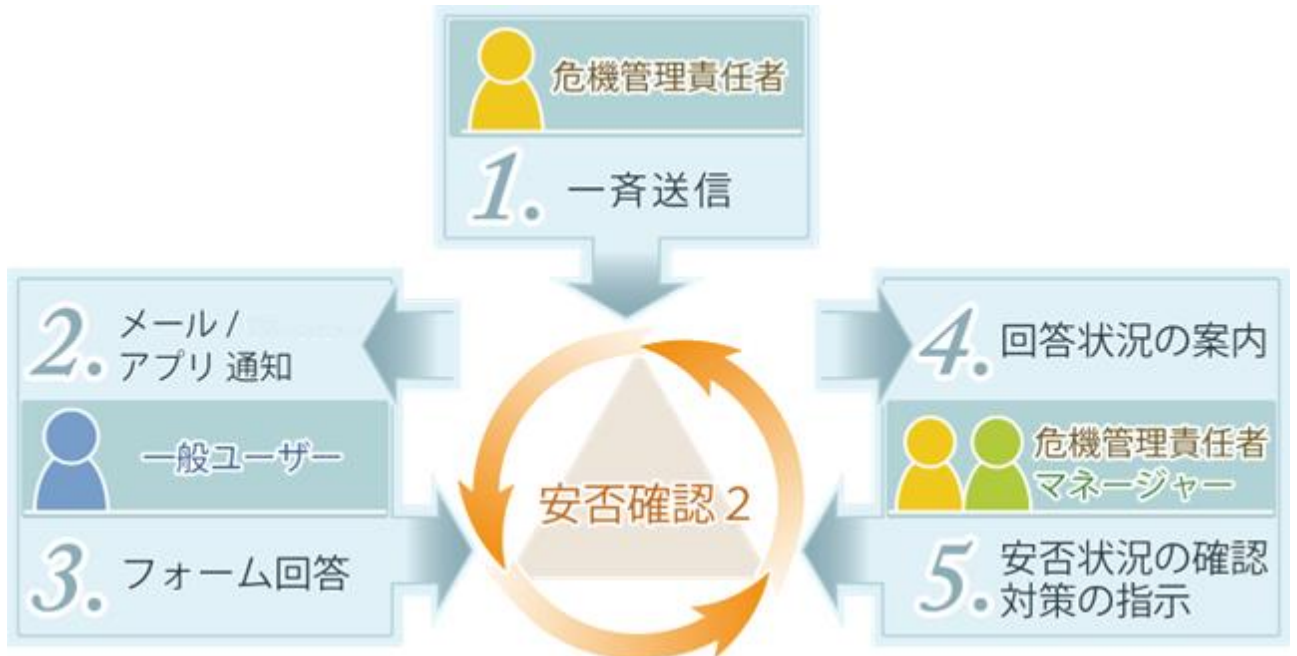 危機管理責任者
1. 一斉送信
2. メール /
アプリ 通知
一般ユーザー
3. フォーム回答
安否確認２
4. 回答状況の案内
危機管理責任者
マネージャー
5. 安否状況の確認
対策の指示